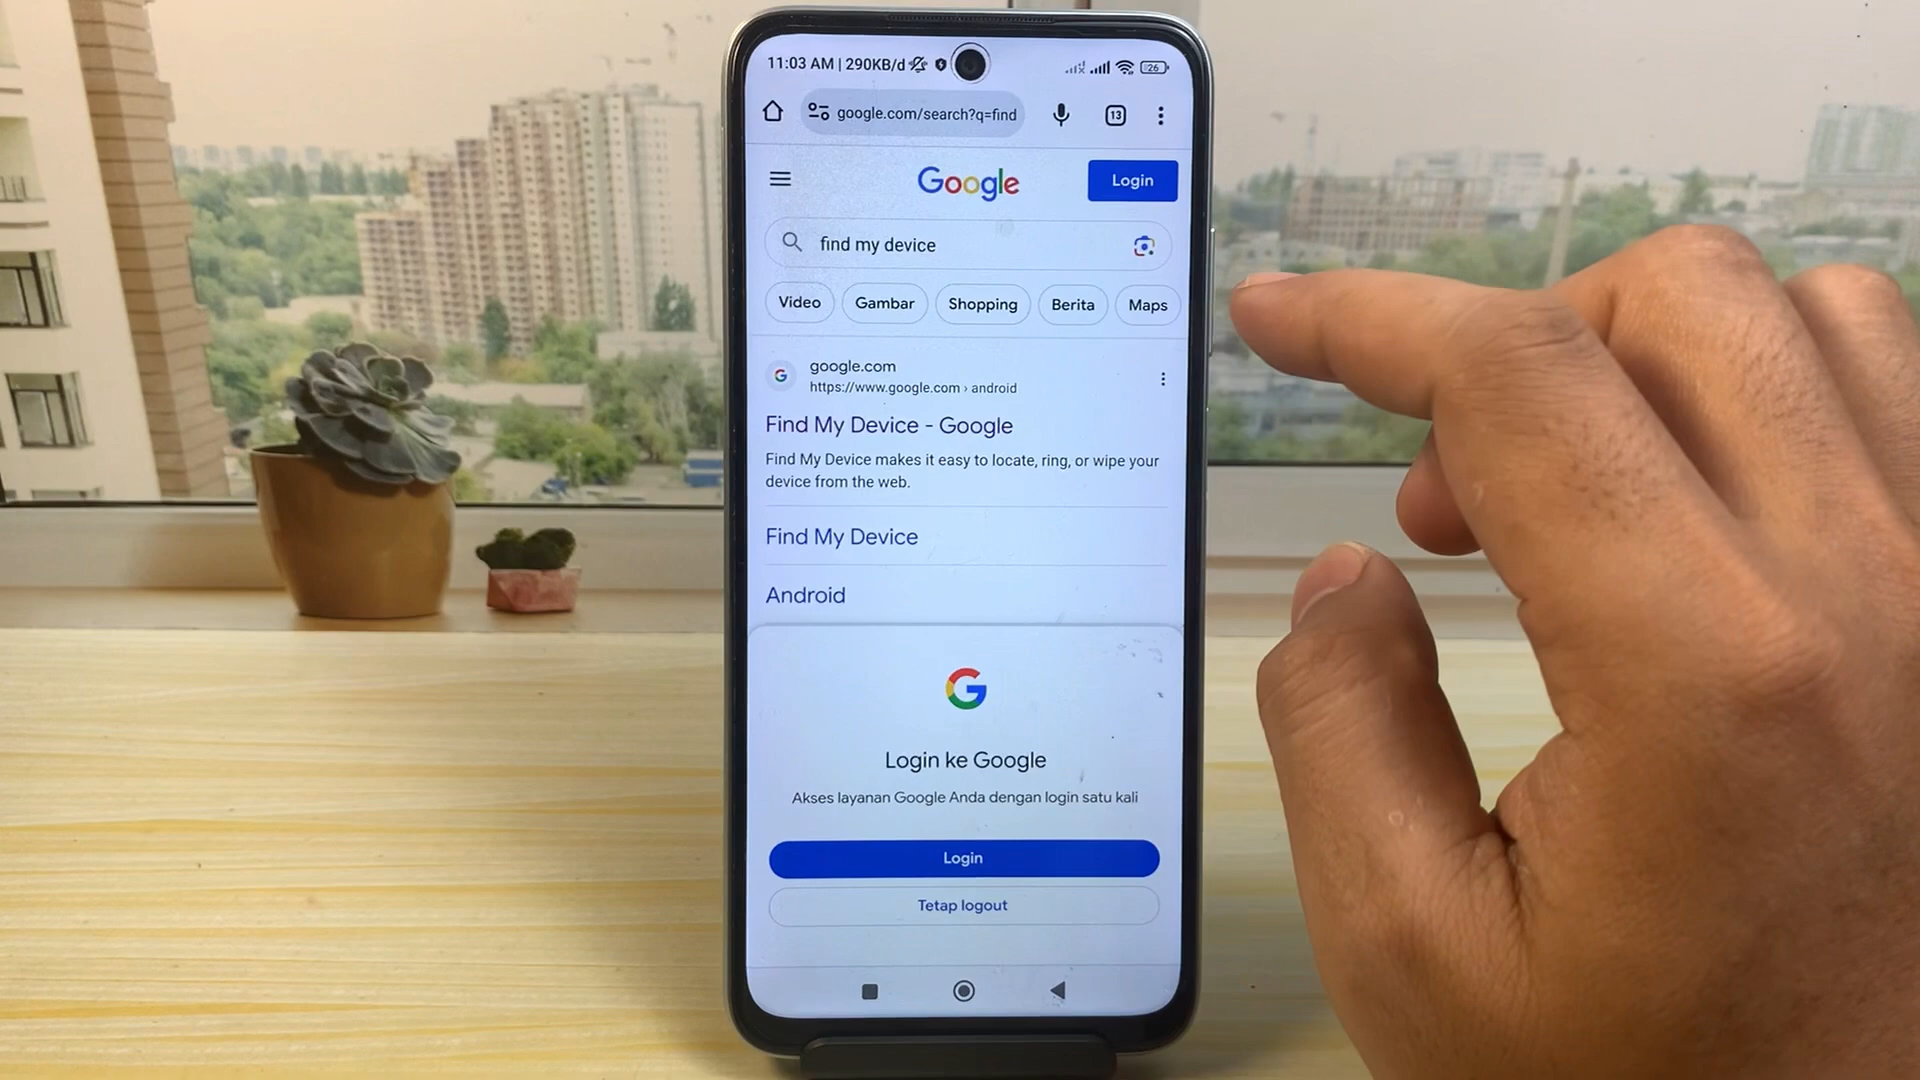 11:03 AM | 290KB/d 26
google.com/search?q=find 13
Google Login
find my device
Video Gambar Shopping Berita Maps
google.com
https://www.google.com › android
Find My Device - Google
Find My Device makes it easy to locate, ring, or wipe your
device from the web.
Find My Device
Android
Login ke Google
Akses layanan Google Anda dengan login satu kali
Login
Tetap logout